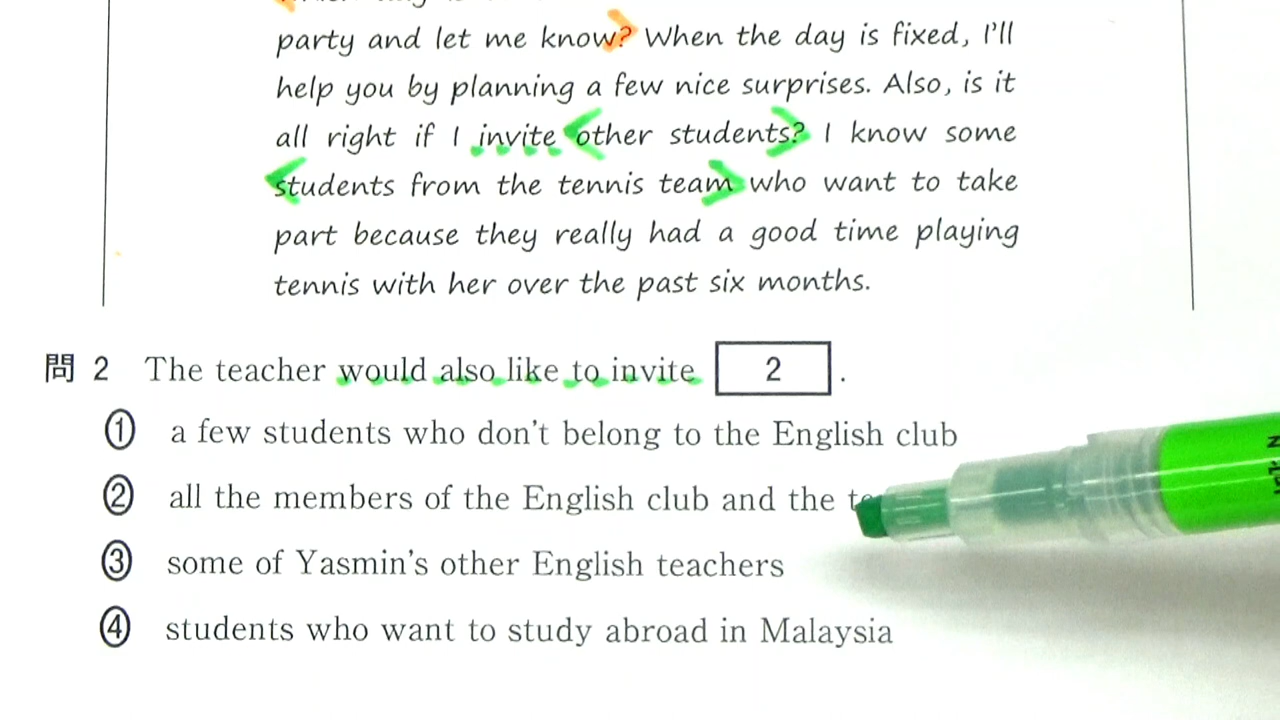 party and let me know? When the day is fixed, I'll
help you by planning a few nice surprises. Also, is it
all right if I invite other students? I know some
students from the tennis team who want to take
part because they really had a good time playing
tennis with her over the past six months.
問 2 The teacher would also like to invite 2 .
① a few students who don't belong to the English club
② all the members of the English club and the
③ some of Yasmin's other English teachers
④ students who want to study abroad in Malaysia